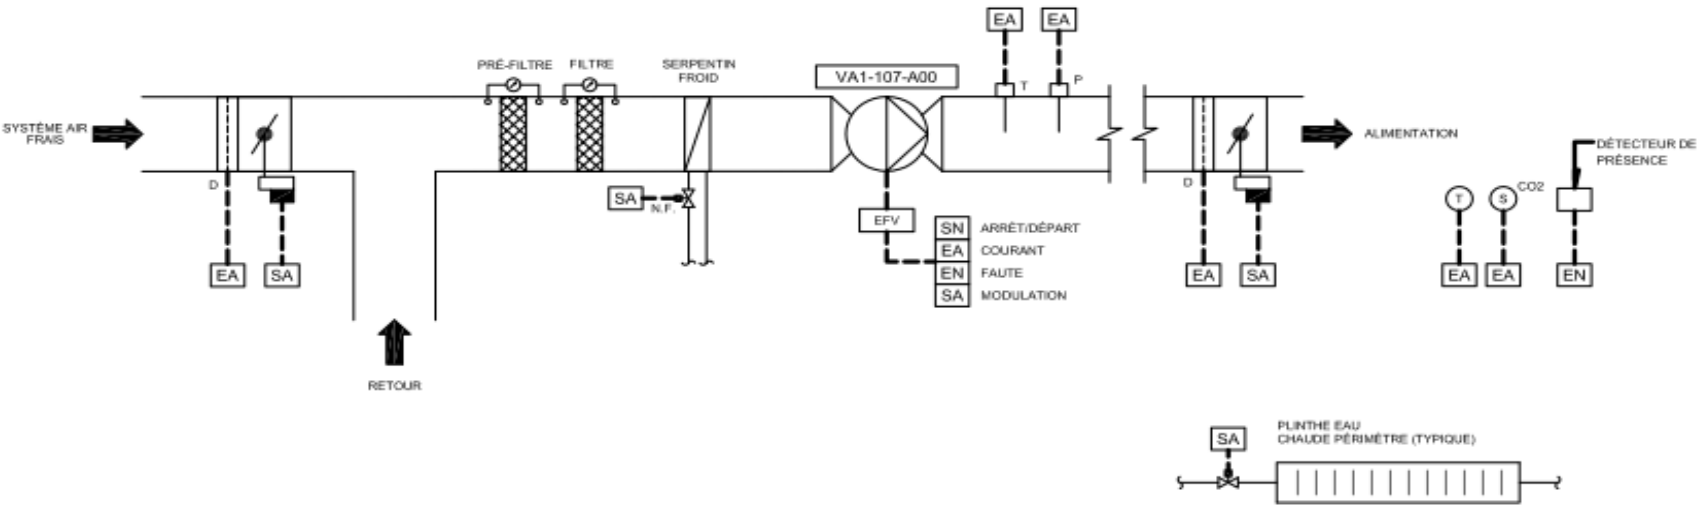 EA
EA
PRÉ-FILTRE
FILTRE
SERPENTIN
FROID
VA1-107-A00
T
P
SYSTÈME AIR
FRAIS
ALIMENTATION
DÉTECTEUR DE
PRÉSENCE
D
SA
N.F.
EFV
SN ARRÊT/DÉPART
EA COURANT
EN FAUTE
SA MODULATION
D
T
S
CO2
EA
SA
EA
SA
EA
EA
EN
RETOUR
PLINTHE EAU
CHAUDE PÉRIMÈTRE (TYPIQUE)
SA